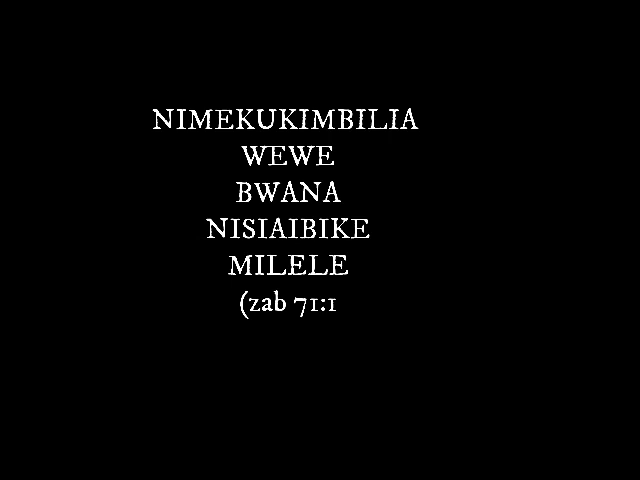 NIMEKUKIMBILIA
WEWE
BWANA
NISIAIBIKE
MILELE
(zab 71:1